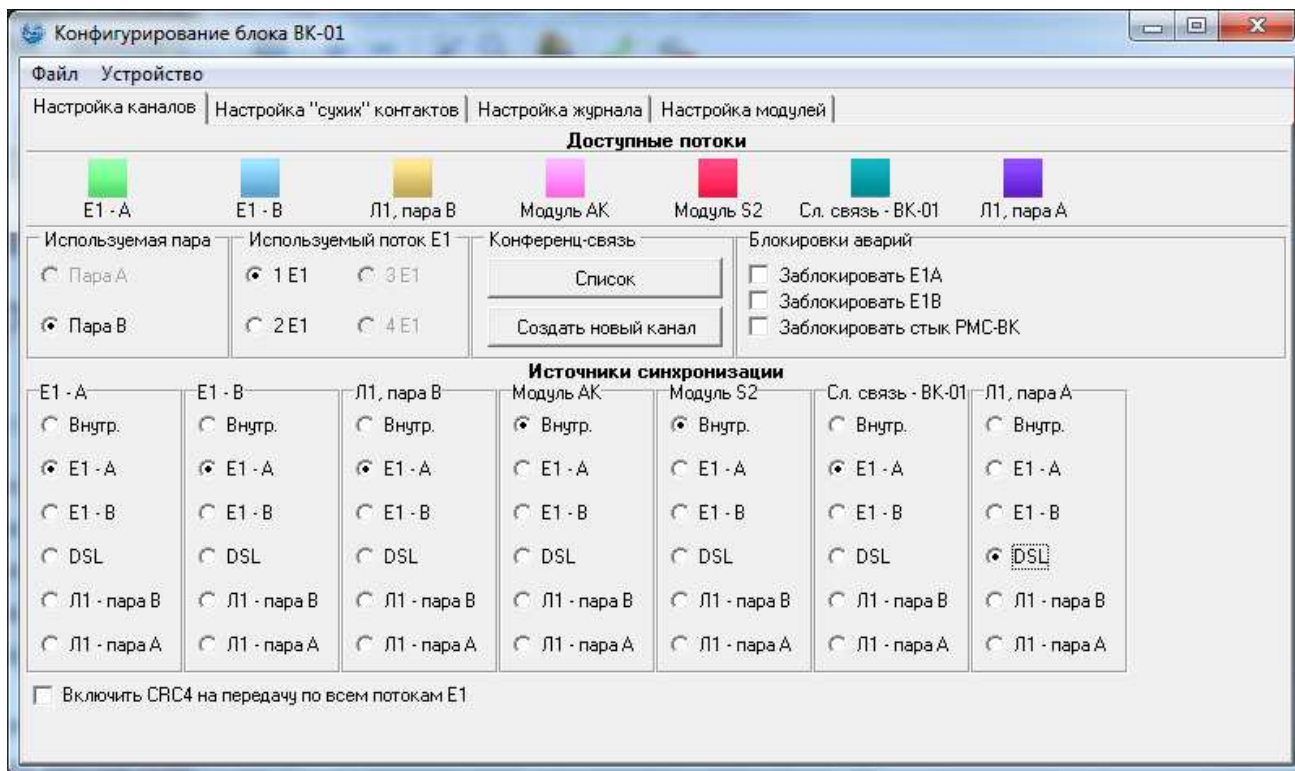 Конфигурирование блока ВК-01
Файл Устройство
Настройка каналов Настройка "сухих" контактов Настройка журнала Настройка модулей
Доступные потоки
Е1 - А Е1 - В Л1, пара В Модуль АК Модуль S2 Сл. связь - ВК-01 Л1, пара А
Используемая пара Используемый поток Е1 Конференц-связь Блокировки аварий
Пара А 1 Е1 3 Е1 Список Заблокировать Е1А
Заблокировать Е1В
Пара В 2 Е1 4 Е1 Создать новый канал Заблокировать стык РМС-ВК
Источники синхронизации
Е1 - А Е1 - В Л1, пара В Модуль АК Модуль S2 Сл. связь - ВК-01 Л1, пара А
Внутр. Внутр. Внутр. Внутр. Внутр. Внутр. Внутр.
Е1 - А Е1 - А Е1 - А Е1 - А Е1 - А Е1 - А Е1 - А
Е1 - В Е1 - В Е1 - В Е1 - В Е1 - В Е1 - В Е1 - В
DSL DSL DSL DSL DSL DSL DSL
Л1 - пара В Л1 - пара В Л1 - пара В Л1 - пара В Л1 - пара В Л1 - пара В Л1 - пара В
Л1 - пара А Л1 - пара А Л1 - пара А Л1 - пара А Л1 - пара А Л1 - пара А Л1 - пара А
Включить CRC4 на передачу по всем потокам Е1